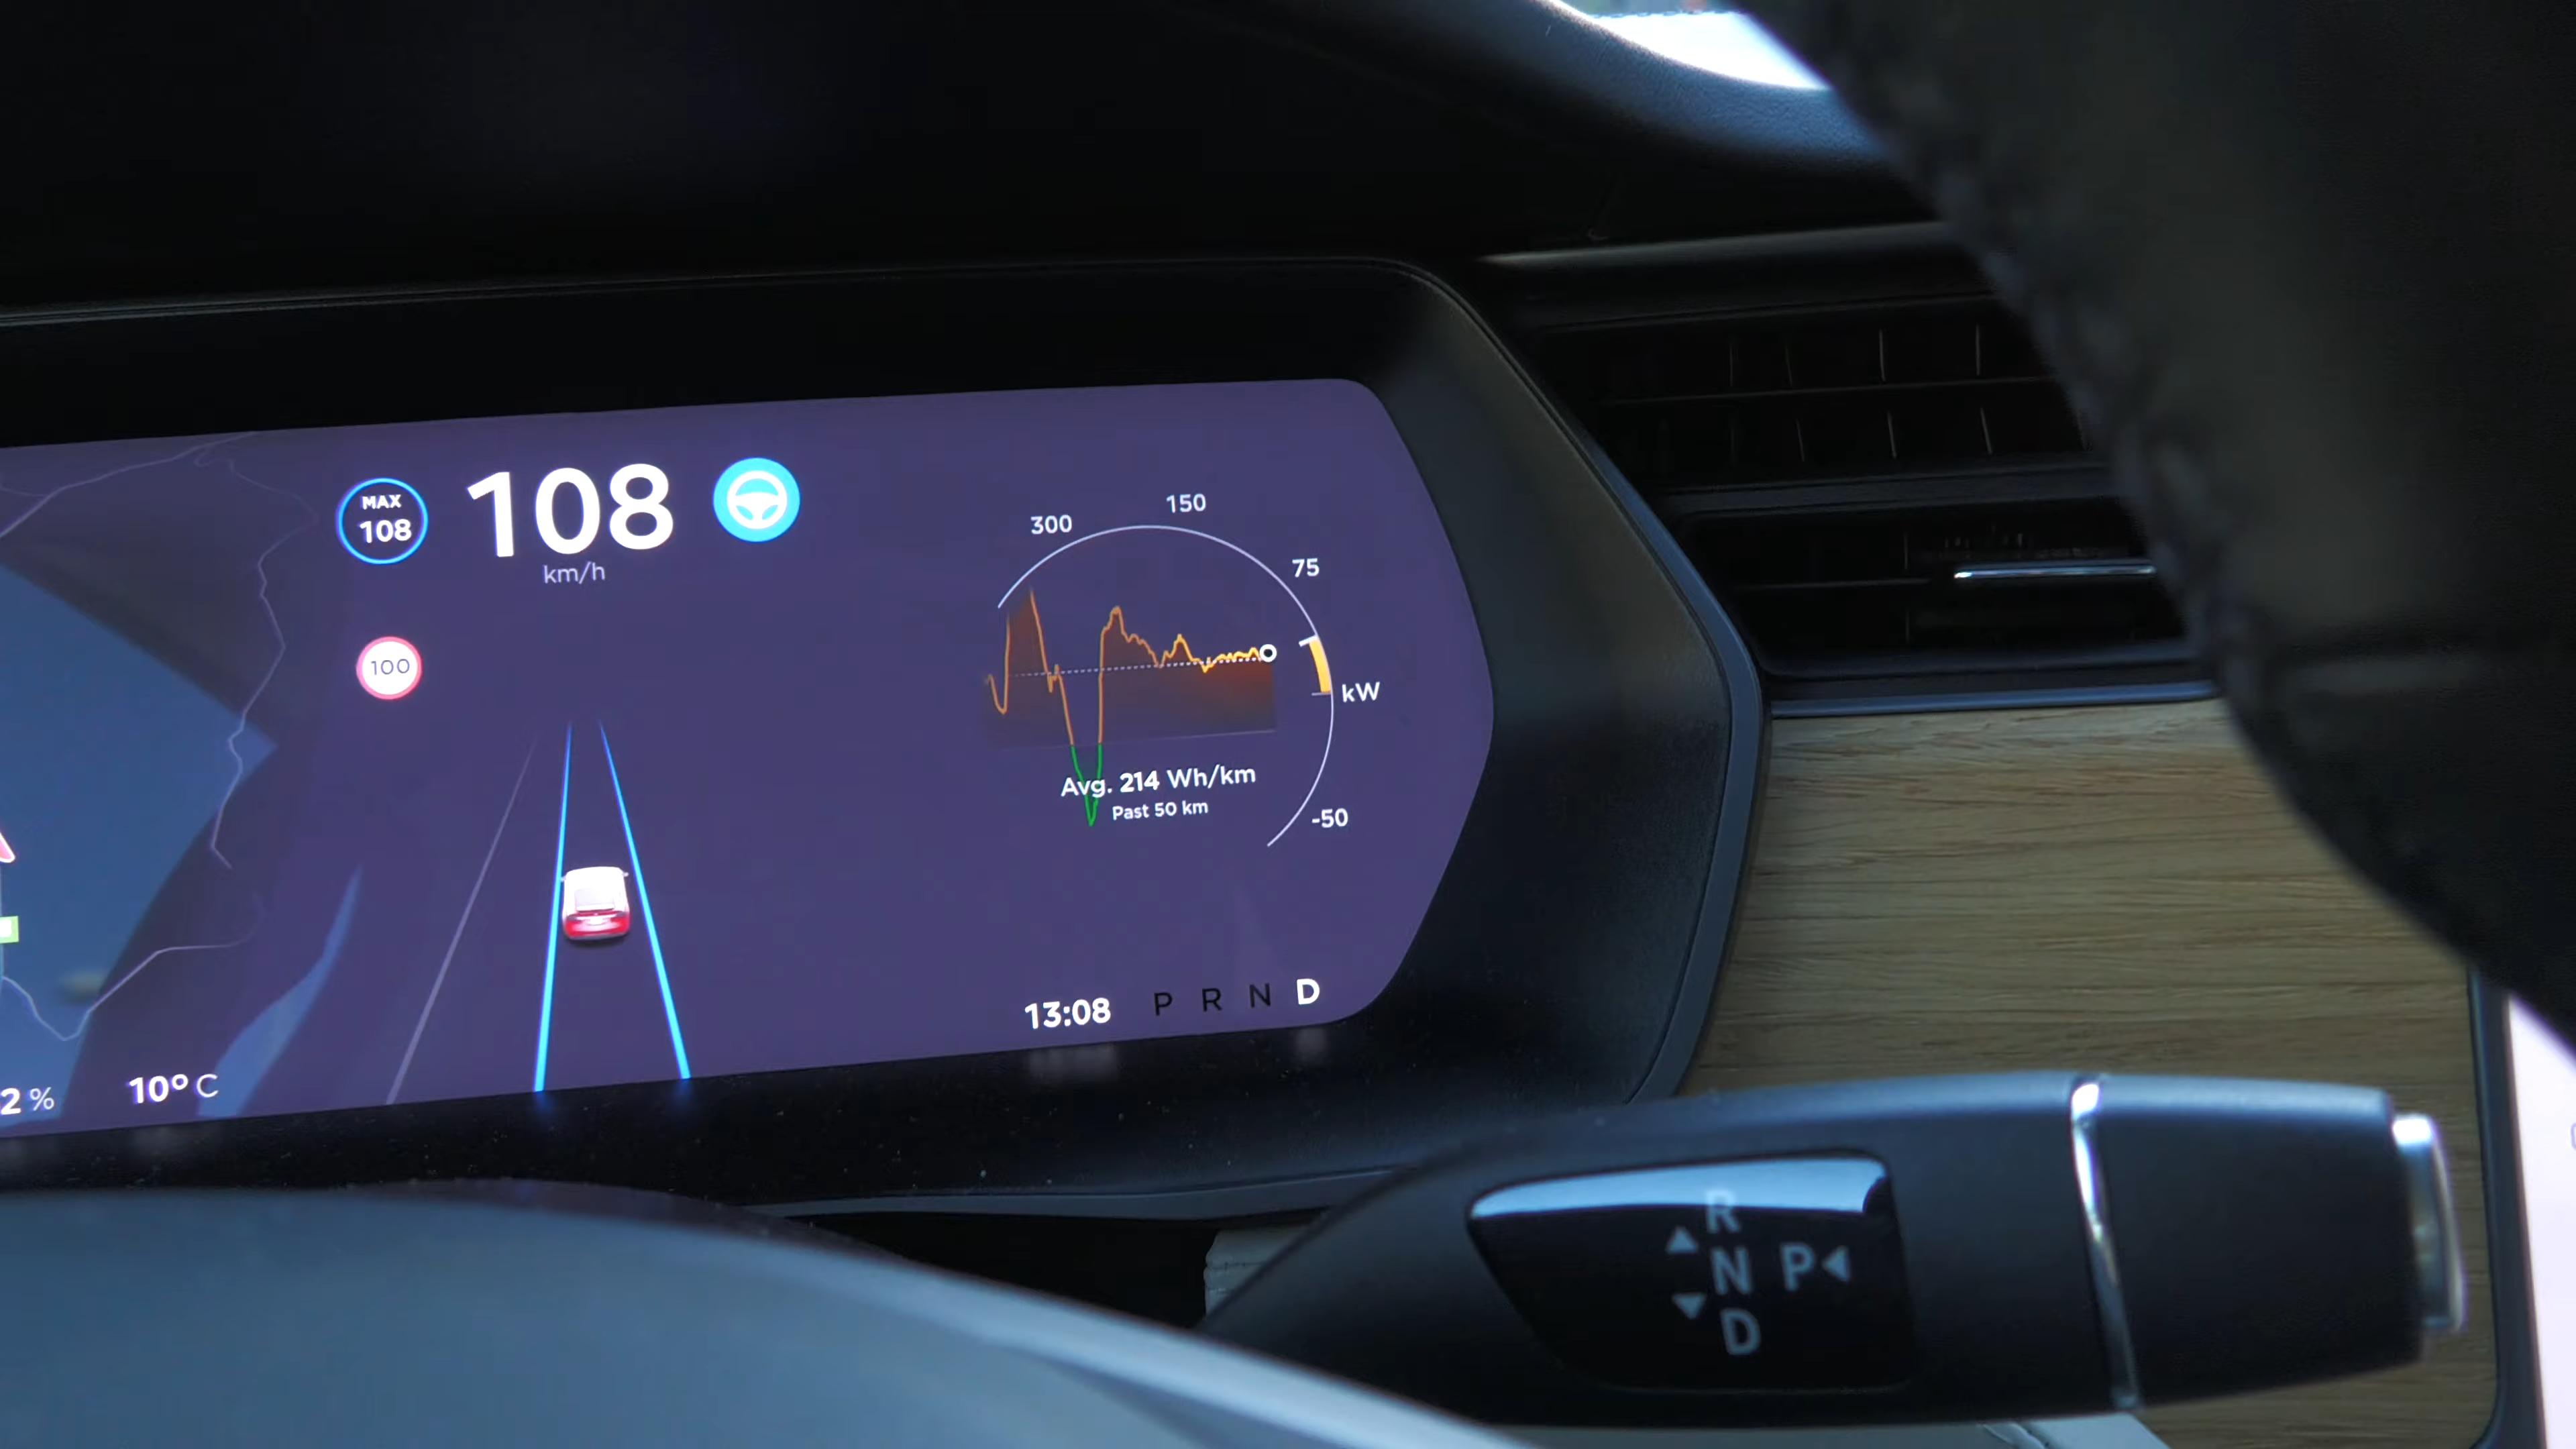 MAX
108
108
km/h
100
300
150
75
kW
-50
Avg. 214 Wh/km
Past 50 km
13:08 P R N D
2 % 10° C
R
N P
D